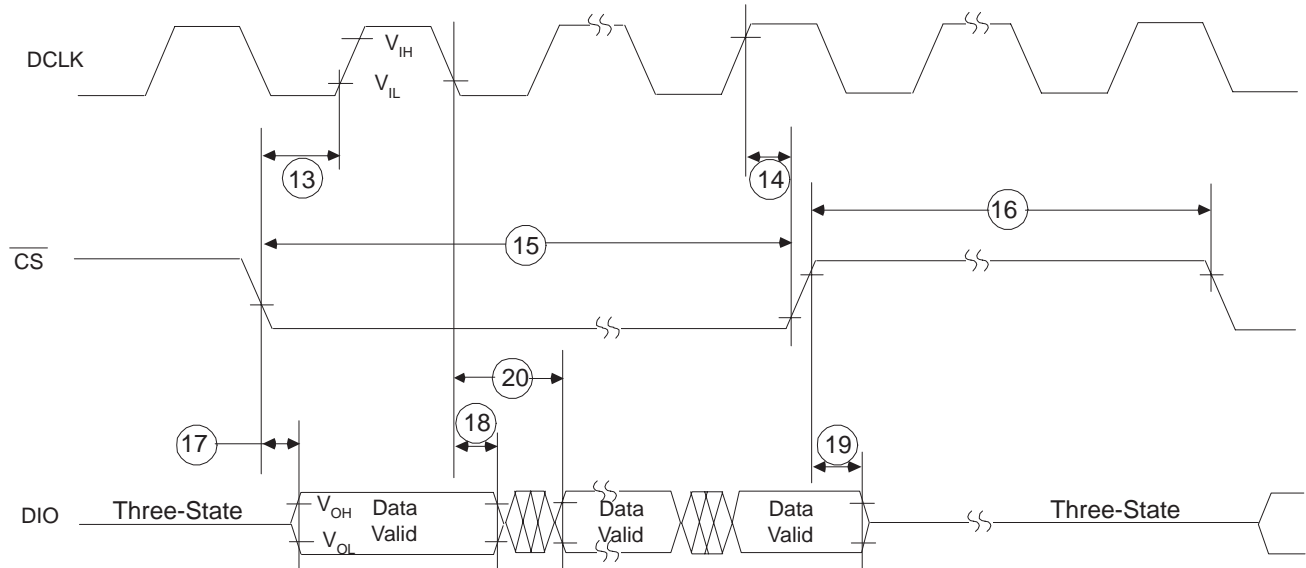 DCLK
V_IH
V_IL
13
14
16
15
CS
20
18
17
19
DIO
Three-State
V_OH
V_OL
Data
Valid
Data
Valid
Data
Valid
Three-State